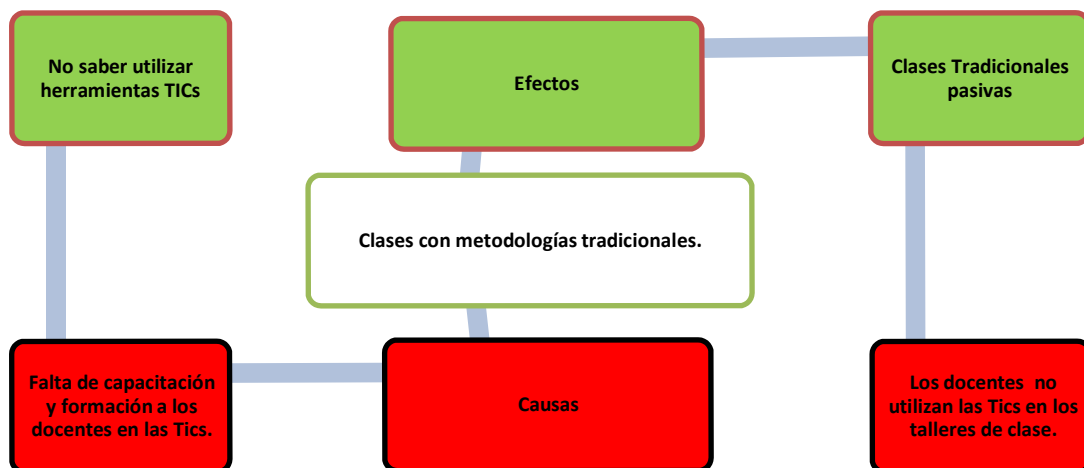 No saber utilizar
herramientas TICs
Efectos
Clases Tradicionales
pasivas
Clases con metodologías tradicionales.
Falta de capacitación
y formación a los
docentes en las Tics.
Causas
Los docentes  no
utilizan las Tics en los
talleres de clase.